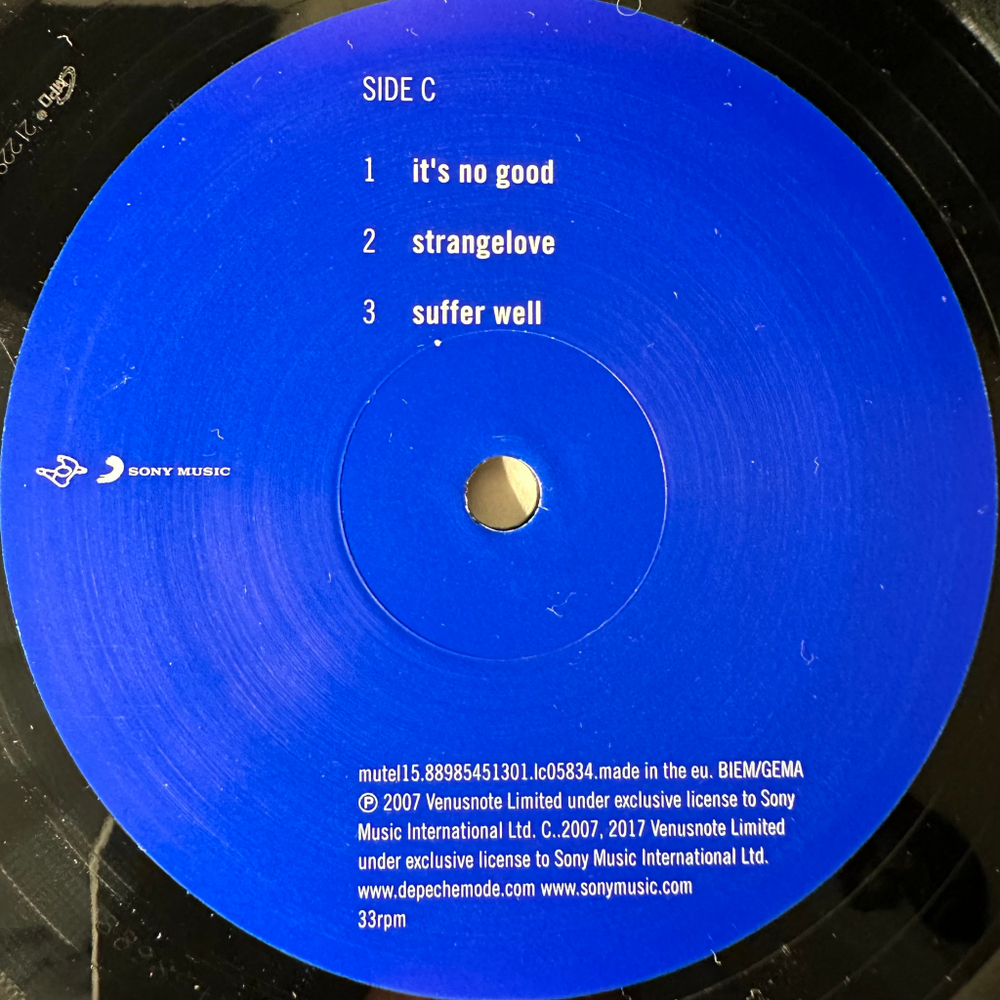 SIDE C
1 it's no good
2 strangelove
3 suffer well
SONY MUSIC
mutel15.88985451301.lc05834.made in the eu. BIEM/GEMA
℗ 2007 Venusnote Limited under exclusive license to Sony
Music International Ltd. C..2007, 2017 Venusnote Limited
under exclusive license to Sony Music International Ltd.
www.depechemode.com www.sonymusic.com
33rpm
MPO